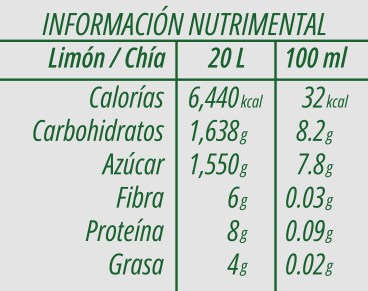 INFORMACIÓN NUTRIMENTAL
Limón / Chía 20 L 100 ml
Calorías 6,440 kcal 32 kcal
Carbohidratos 1,638 g 8.2 g
Azúcar 1,550 g 7.8 g
Fibra 6 g 0.03 g
Proteína 8 g 0.09 g
Grasa 4 g 0.02 g